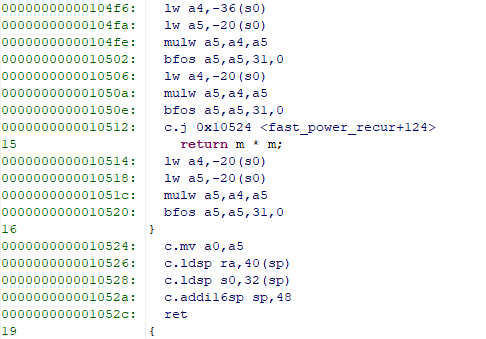 00000000000104f6:   lw a4,-36(s0)
00000000000104fa:   lw a5,-20(s0)
00000000000104fe:   mulw a5,a4,a5
0000000000010502:   bfos a5,a5,31,0
0000000000010506:   lw a4,-20(s0)
000000000001050a:   mulw a5,a4,a5
000000000001050e:   bfos a5,a5,31,0
0000000000010512:   c.j 0x10524 <fast_power_recur+124>
15                      return m * m;
0000000000010514:   lw a4,-20(s0)
0000000000010518:   lw a5,-20(s0)
000000000001051c:   mulw a5,a4,a5
0000000000010520:   bfos a5,a5,31,0
16                  }
0000000000010524:   c.mv a0,a5
0000000000010526:   c.ldsp ra,40(sp)
0000000000010528:   c.ldsp s0,32(sp)
000000000001052a:   c.addi16sp sp,48
000000000001052c:   ret
19                  {